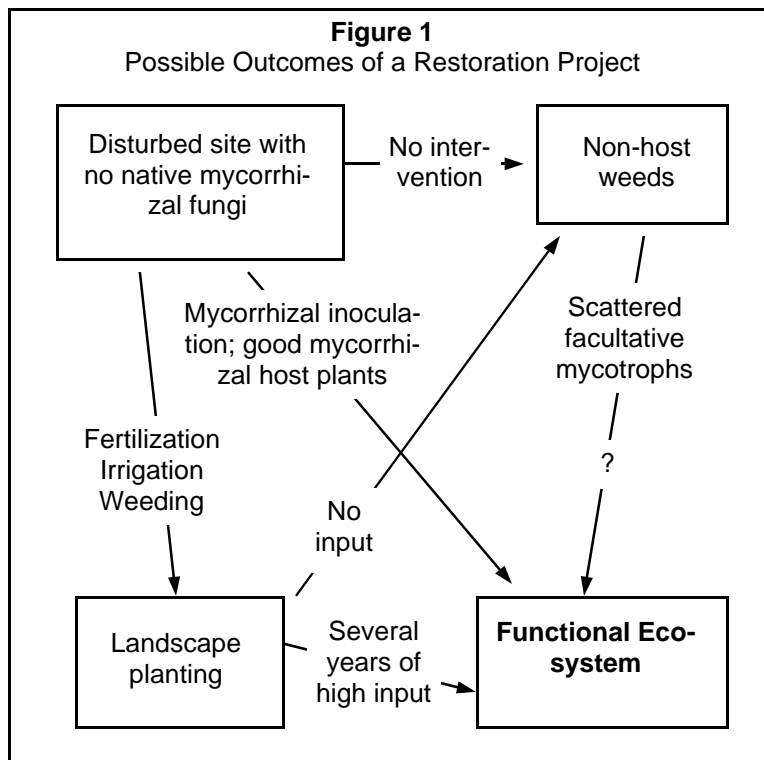 Figure 1
Possible Outcomes of a Restoration Project
Disturbed site with
no native mycorrhi-
zal fungi
No inter-
vention
Non-host
weeds
Mycorrhizal inocula-
tion; good mycorrhi-
zal host plants
Scattered
facultative
mycotrophs
Fertilization
Irrigation
Weeding
?
No
input
Landscape
planting
Several
years of
high input
Functional Eco-
system